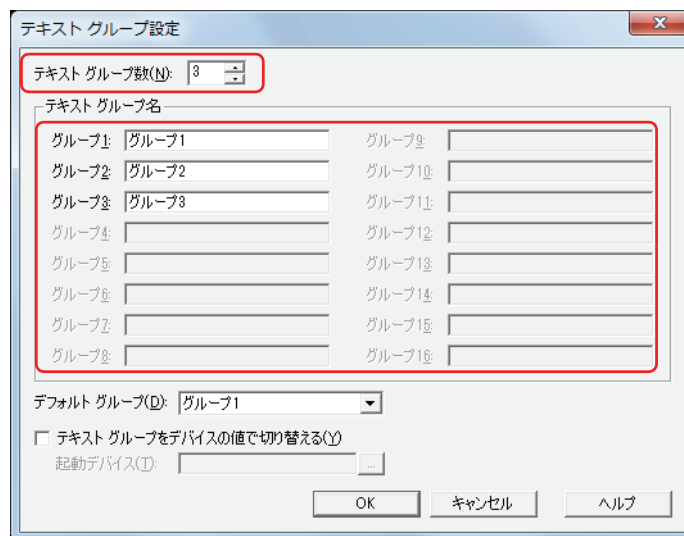 テキスト グループ設定
テキスト グループ数(N): 3
テキスト グループ名
グループ1: グループ1
グループ2: グループ2
グループ3: グループ3
グループ4:
グループ5:
グループ6:
グループ7:
グループ8:
グループ9:
グループ10:
グループ11:
グループ12:
グループ13:
グループ14:
グループ15:
グループ16:
デフォルト グループ(D): グループ1
テキスト グループをデバイスの値で切り替える(Y)
起動デバイス(T): ...
OK キャンセル ヘルプ